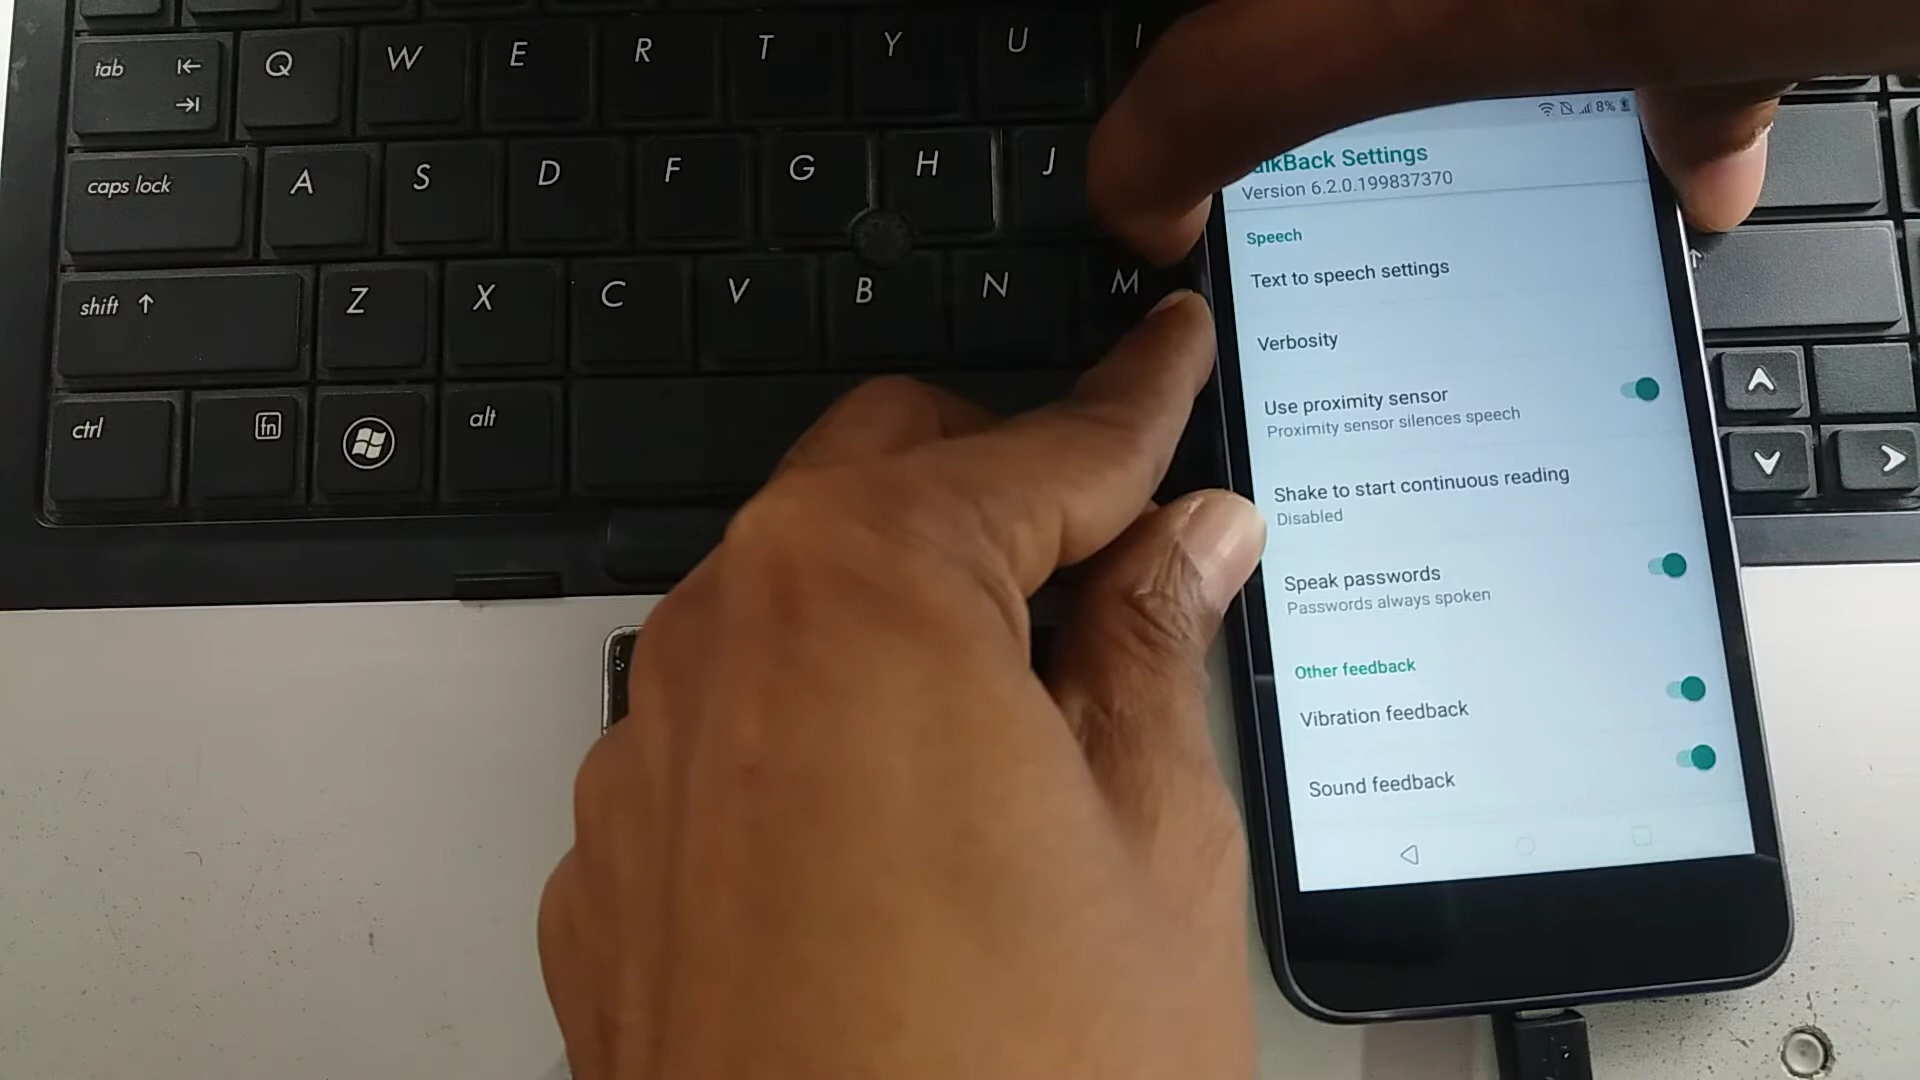 tab
Q
W
E
R
T
Y
U
I
caps lock
A
S
D
F
G
H
J
shift
Z
X
C
V
B
N
M
ctrl
fn
alt
8%
Settings
Version 6.2.0.199837370
Speech
Text to speech settings
Verbosity
Use proximity sensor
Proximity sensor silences speech
Shake to start continuous reading
Disabled
Speak passwords
Passwords always spoken
Other feedback
Vibration feedback
Sound feedback